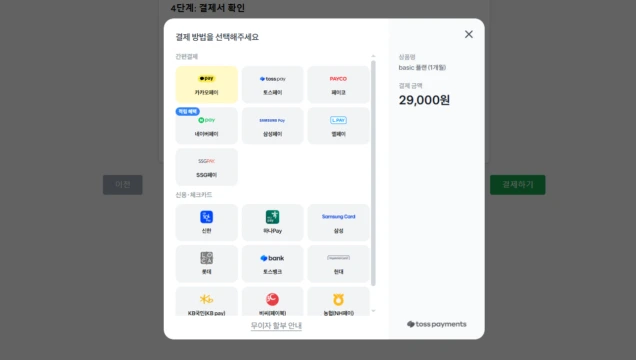 4단계: 결제서 확인
결제 방법을 선택해주세요
간편결제
pay
카카오페이
toss pay
토스페이
PAYCO
페이코
적립 혜택
pay
네이버페이
SAMSUNG Pay
삼성페이
L.PAY
엘페이
SSGPAY
SSG페이
신용·체크카드
신한
하나Pay
Samsung Card
삼성
LOCA
롯데
bank
토스뱅크
현대
KB국민(KB pay)
비씨(페이북)
농협(NH페이)
무이자 할부 안내
상품명
basic 플랜 (1개월)
결제 금액
29,000원
toss payments
이전
결제하기